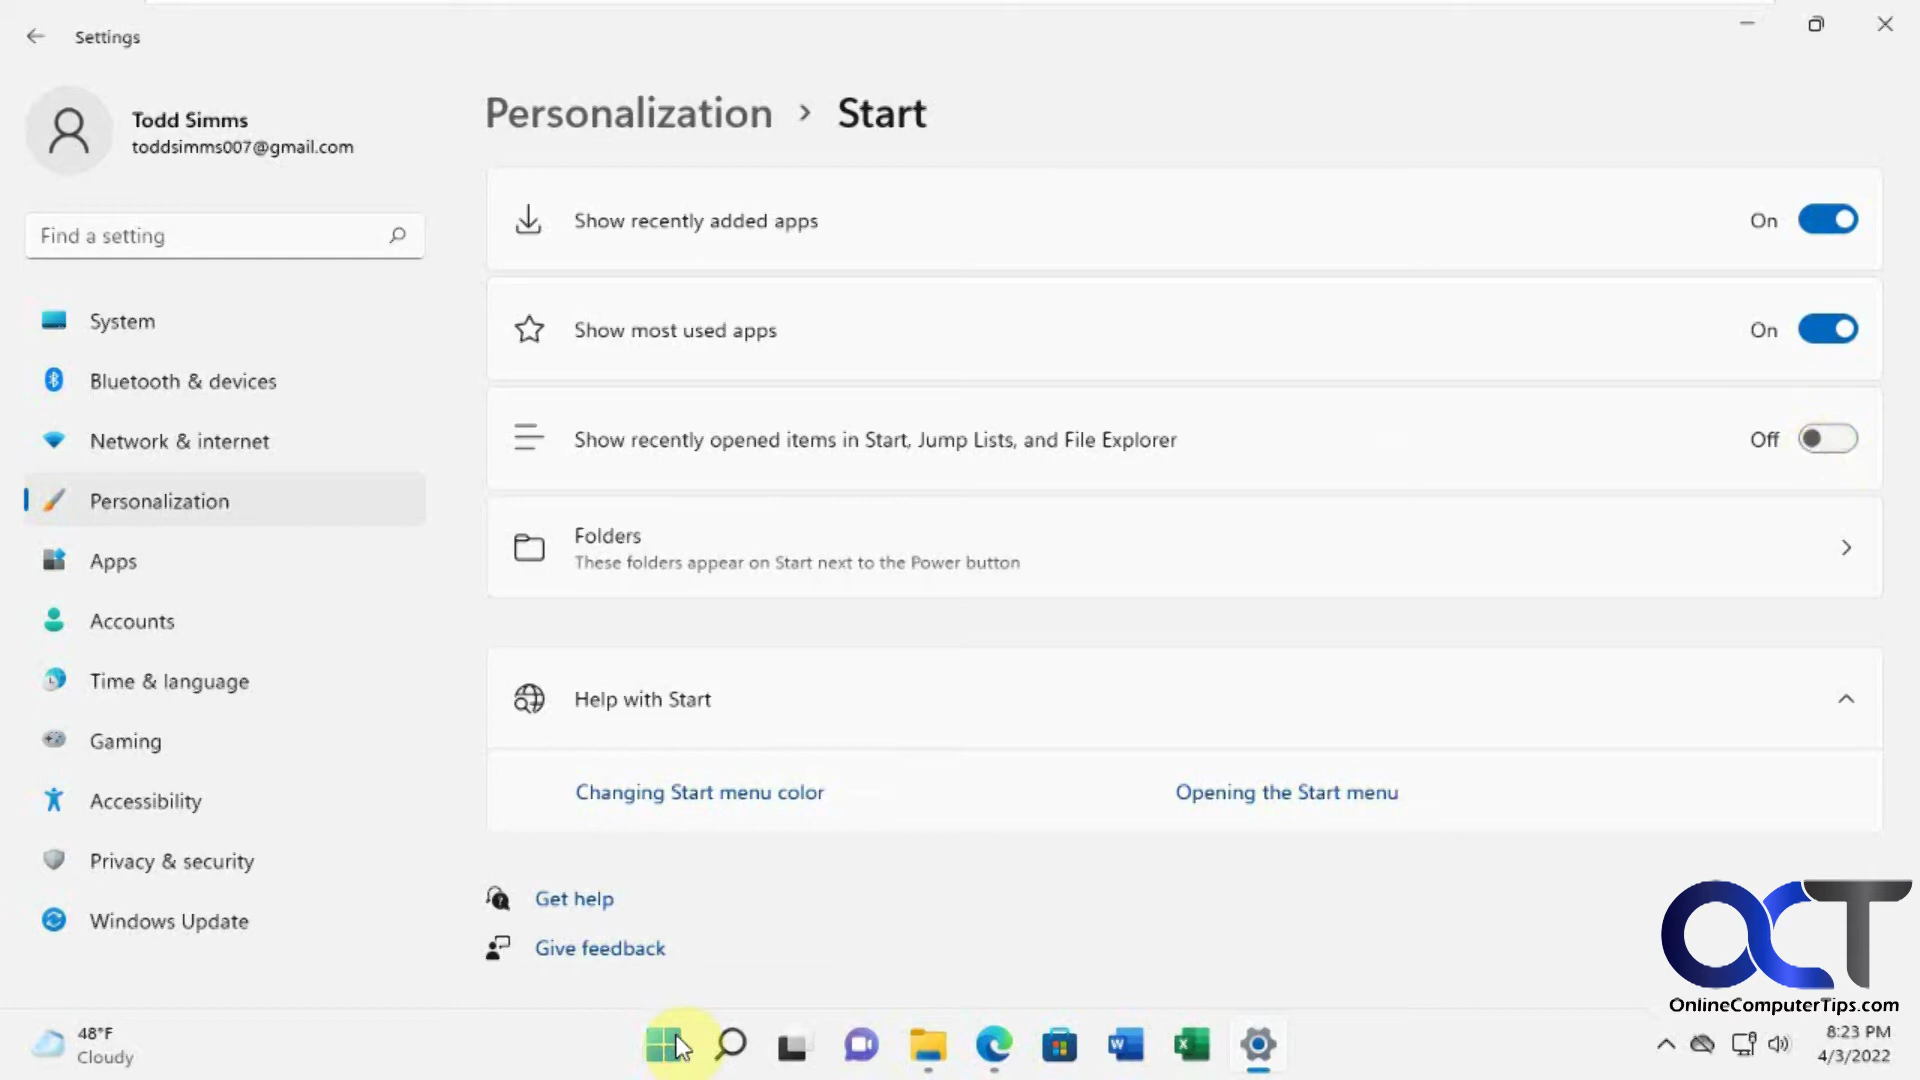 Settings
Todd Simms
toddsimms007@gmail.com
Find a setting
System
Bluetooth & devices
Network & internet
Personalization
Apps
Accounts
Time & language
Gaming
Accessibility
Privacy & security
Windows Update
Personalization > Start
Show recently added apps On
Show most used apps On
Show recently opened items in Start, Jump Lists, and File Explorer Off
Folders
These folders appear on Start next to the Power button
Help with Start
Changing Start menu color Opening the Start menu
Get help
Give feedback
OCT
OnlineComputerTips.com
48°F
Cloudy
8:23 PM
4/3/2022